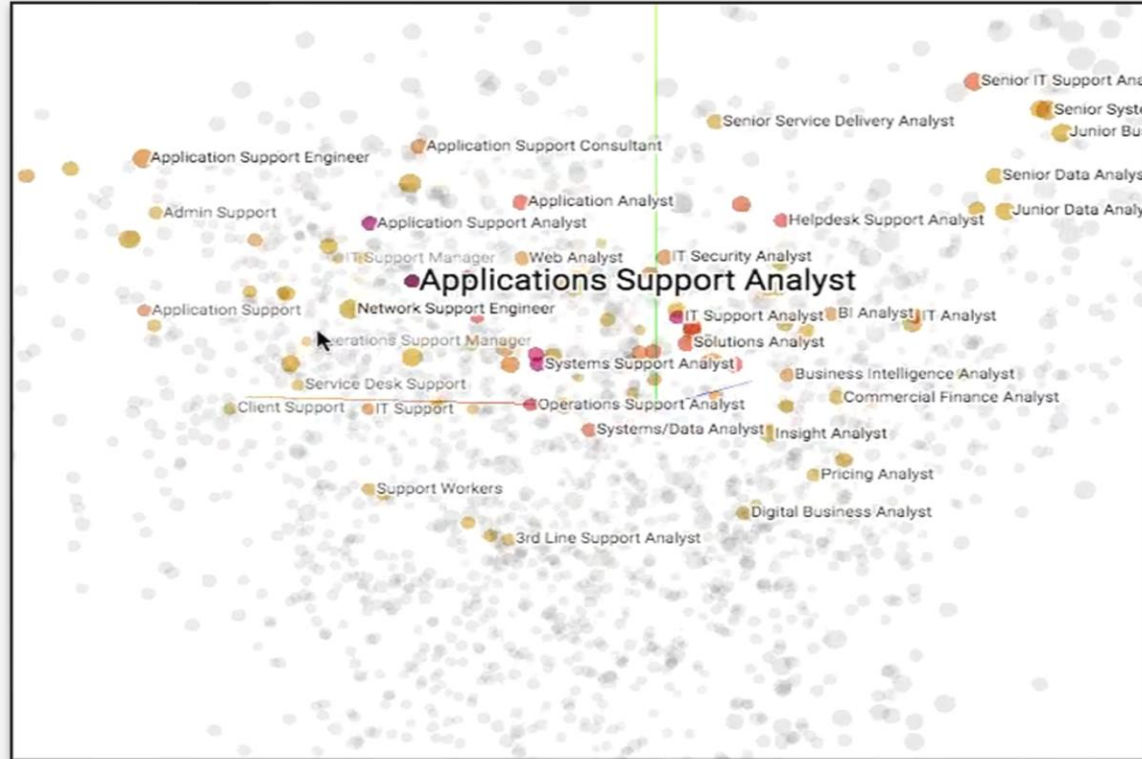 Senior IT Support Ana
Senior Syste
Senior Service Delivery Analyst
Junior Bu
Application Support Consultant
Application Support Engineer
Senior Data Analys
Application Analyst
Admin Support
Junior Data Analy
Helpdesk Support Analyst
Application Support Analyst
IT Support Manager
Web Analyst
IT Security Analyst
Applications Support Analyst
Application Support
Network Support Engineer
IT Support Analyst
BI Analyst
IT Analyst
erations Support Manager
Solutions Analyst
Systems Support Analyst
Business Intelligence Analyst
Service Desk Support
Commercial Finance Analyst
Client Support
IT Support
Operations Support Analyst
Systems/Data Analyst
Insight Analyst
Pricing Analyst
Support Workers
Digital Business Analyst
3rd Line Support Analyst